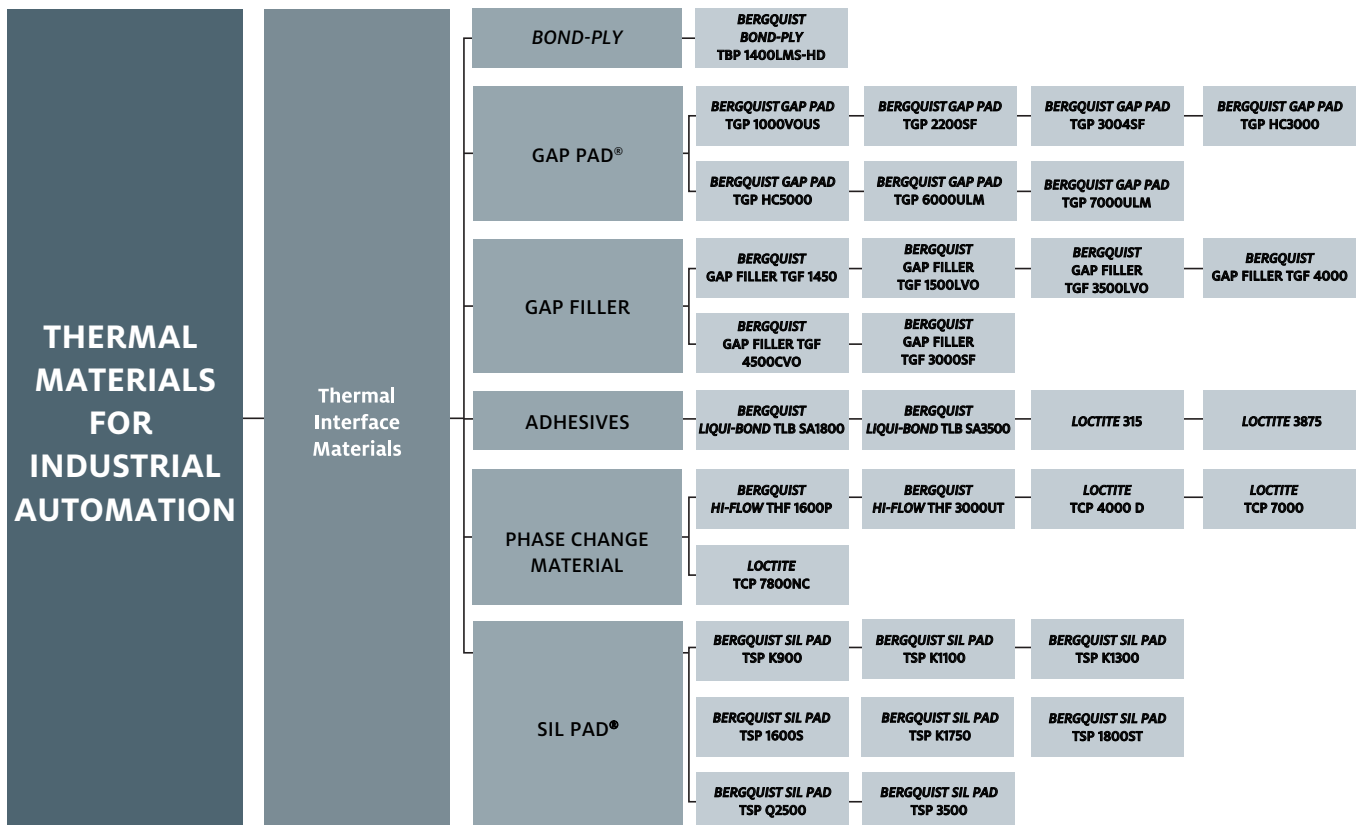 THERMAL
MATERIALS
FOR
INDUSTRIAL
AUTOMATION
Thermal
Interface
Materials
BOND-PLY
BERGQUIST
BOND-PLY
TBP 1400LMS-HD
GAP PAD®
BERGQUIST GAP PAD
TGP 1000VOUS
BERGQUIST GAP PAD
TGP 2200SF
BERGQUIST GAP PAD
TGP 3004SF
BERGQUIST GAP PAD
TGP HC3000
BERGQUIST GAP PAD
TGP HC5000
BERGQUIST GAP PAD
TGP 6000ULM
BERGQUIST GAP PAD
TGP 7000ULM
GAP FILLER
BERGQUIST
GAP FILLER TGF 1450
BERGQUIST
GAP FILLER
TGF 1500LVO
BERGQUIST
GAP FILLER
TGF 3500LVO
BERGQUIST
GAP FILLER TGF 4000
BERGQUIST
GAP FILLER TGF
4500CVO
BERGQUIST
GAP FILLER
TGF 3000SF
ADHESIVES
BERGQUIST
LIQUI-BOND TLB SA1800
BERGQUIST
LIQUI-BOND TLB SA3500
LOCTITE 315
LOCTITE 3875
PHASE CHANGE
MATERIAL
BERGQUIST
HI-FLOW THF 1600P
BERGQUIST
HI-FLOW THF 3000UT
LOCTITE
TCP 4000 D
LOCTITE
TCP 7000
LOCTITE
TCP 7800NC
SIL PAD®
BERGQUIST SIL PAD
TSP K900
BERGQUIST SIL PAD
TSP K1100
BERGQUIST SIL PAD
TSP K1300
BERGQUIST SIL PAD
TSP 1600S
BERGQUIST SIL PAD
TSP K1750
BERGQUIST SIL PAD
TSP 1800ST
BERGQUIST SIL PAD
TSP Q2500
BERGQUIST SIL PAD
TSP 3500